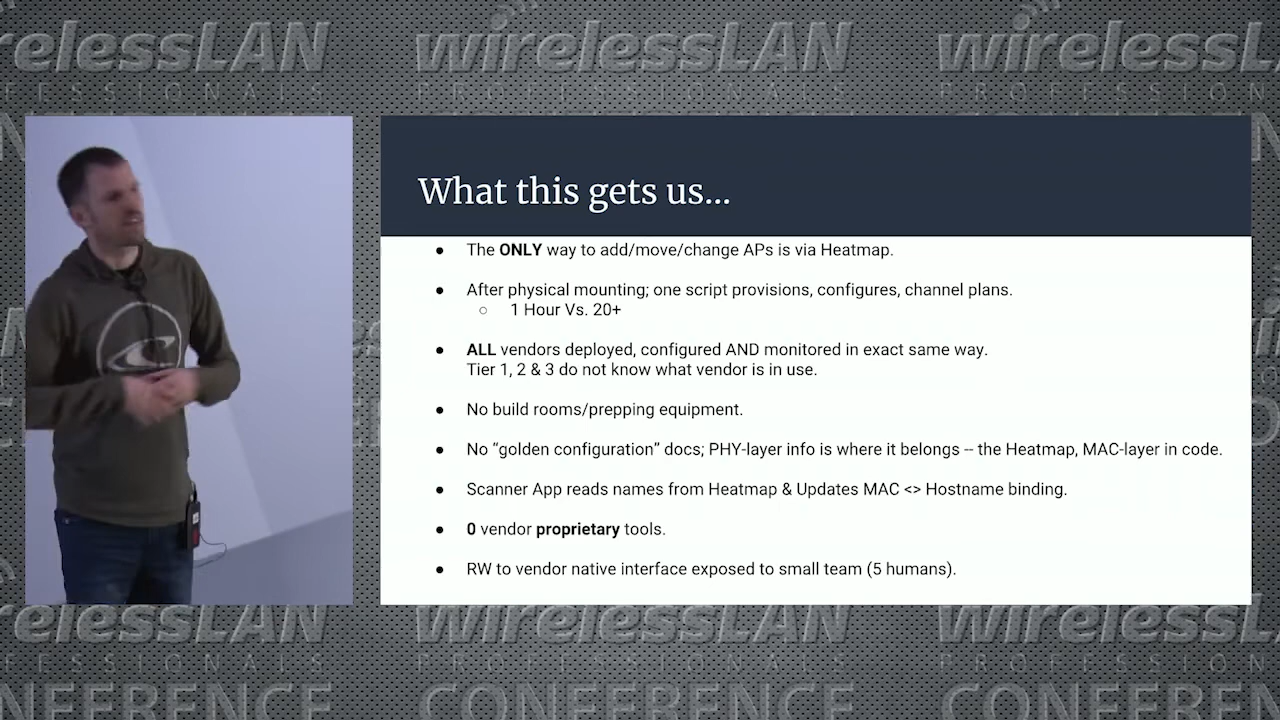 wirelessLAN
PROFESSIONALS
What this gets us...
● The ONLY way to add/move/change APs is via Heatmap.
● After physical mounting; one script provisions, configures, channel plans.
○ 1 Hour Vs. 20+
● ALL vendors deployed, configured AND monitored in exact same way.
Tier 1, 2 & 3 do not know what vendor is in use.
● No build rooms/prepping equipment.
● No “golden configuration” docs; PHY-layer info is where it belongs -- the Heatmap, MAC-layer in code.
● Scanner App reads names from Heatmap & Updates MAC <> Hostname binding.
● 0 vendor proprietary tools.
● RW to vendor native interface exposed to small team (5 humans).
wirelessLAN
PROFESSIONALS
CONFERENCE